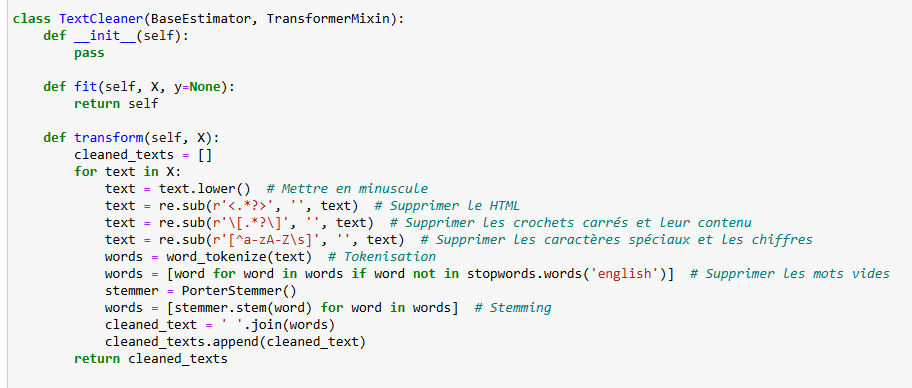 class TextCleaner(BaseEstimator, TransformerMixin):
    def __init__(self):
        pass

    def fit(self, X, y=None):
        return self

    def transform(self, X):
        cleaned_texts = []
        for text in X:
            text = text.lower()  # Mettre en minuscule
            text = re.sub(r'<.*?>', '', text)  # Supprimer le HTML
            text = re.sub(r'\[.*?\]', '', text)  # Supprimer les crochets carrés et leur contenu
            text = re.sub(r'[^a-zA-Z\s]', '', text)  # Supprimer les caractères spéciaux et les chiffres
            words = word_tokenize(text)  # Tokenisation
            words = [word for word in words if word not in stopwords.words('english')]  # Supprimer les mots vides
            stemmer = PorterStemmer()
            words = [stemmer.stem(word) for word in words]  # Stemming
            cleaned_text = ' '.join(words)
            cleaned_texts.append(cleaned_text)
        return cleaned_texts